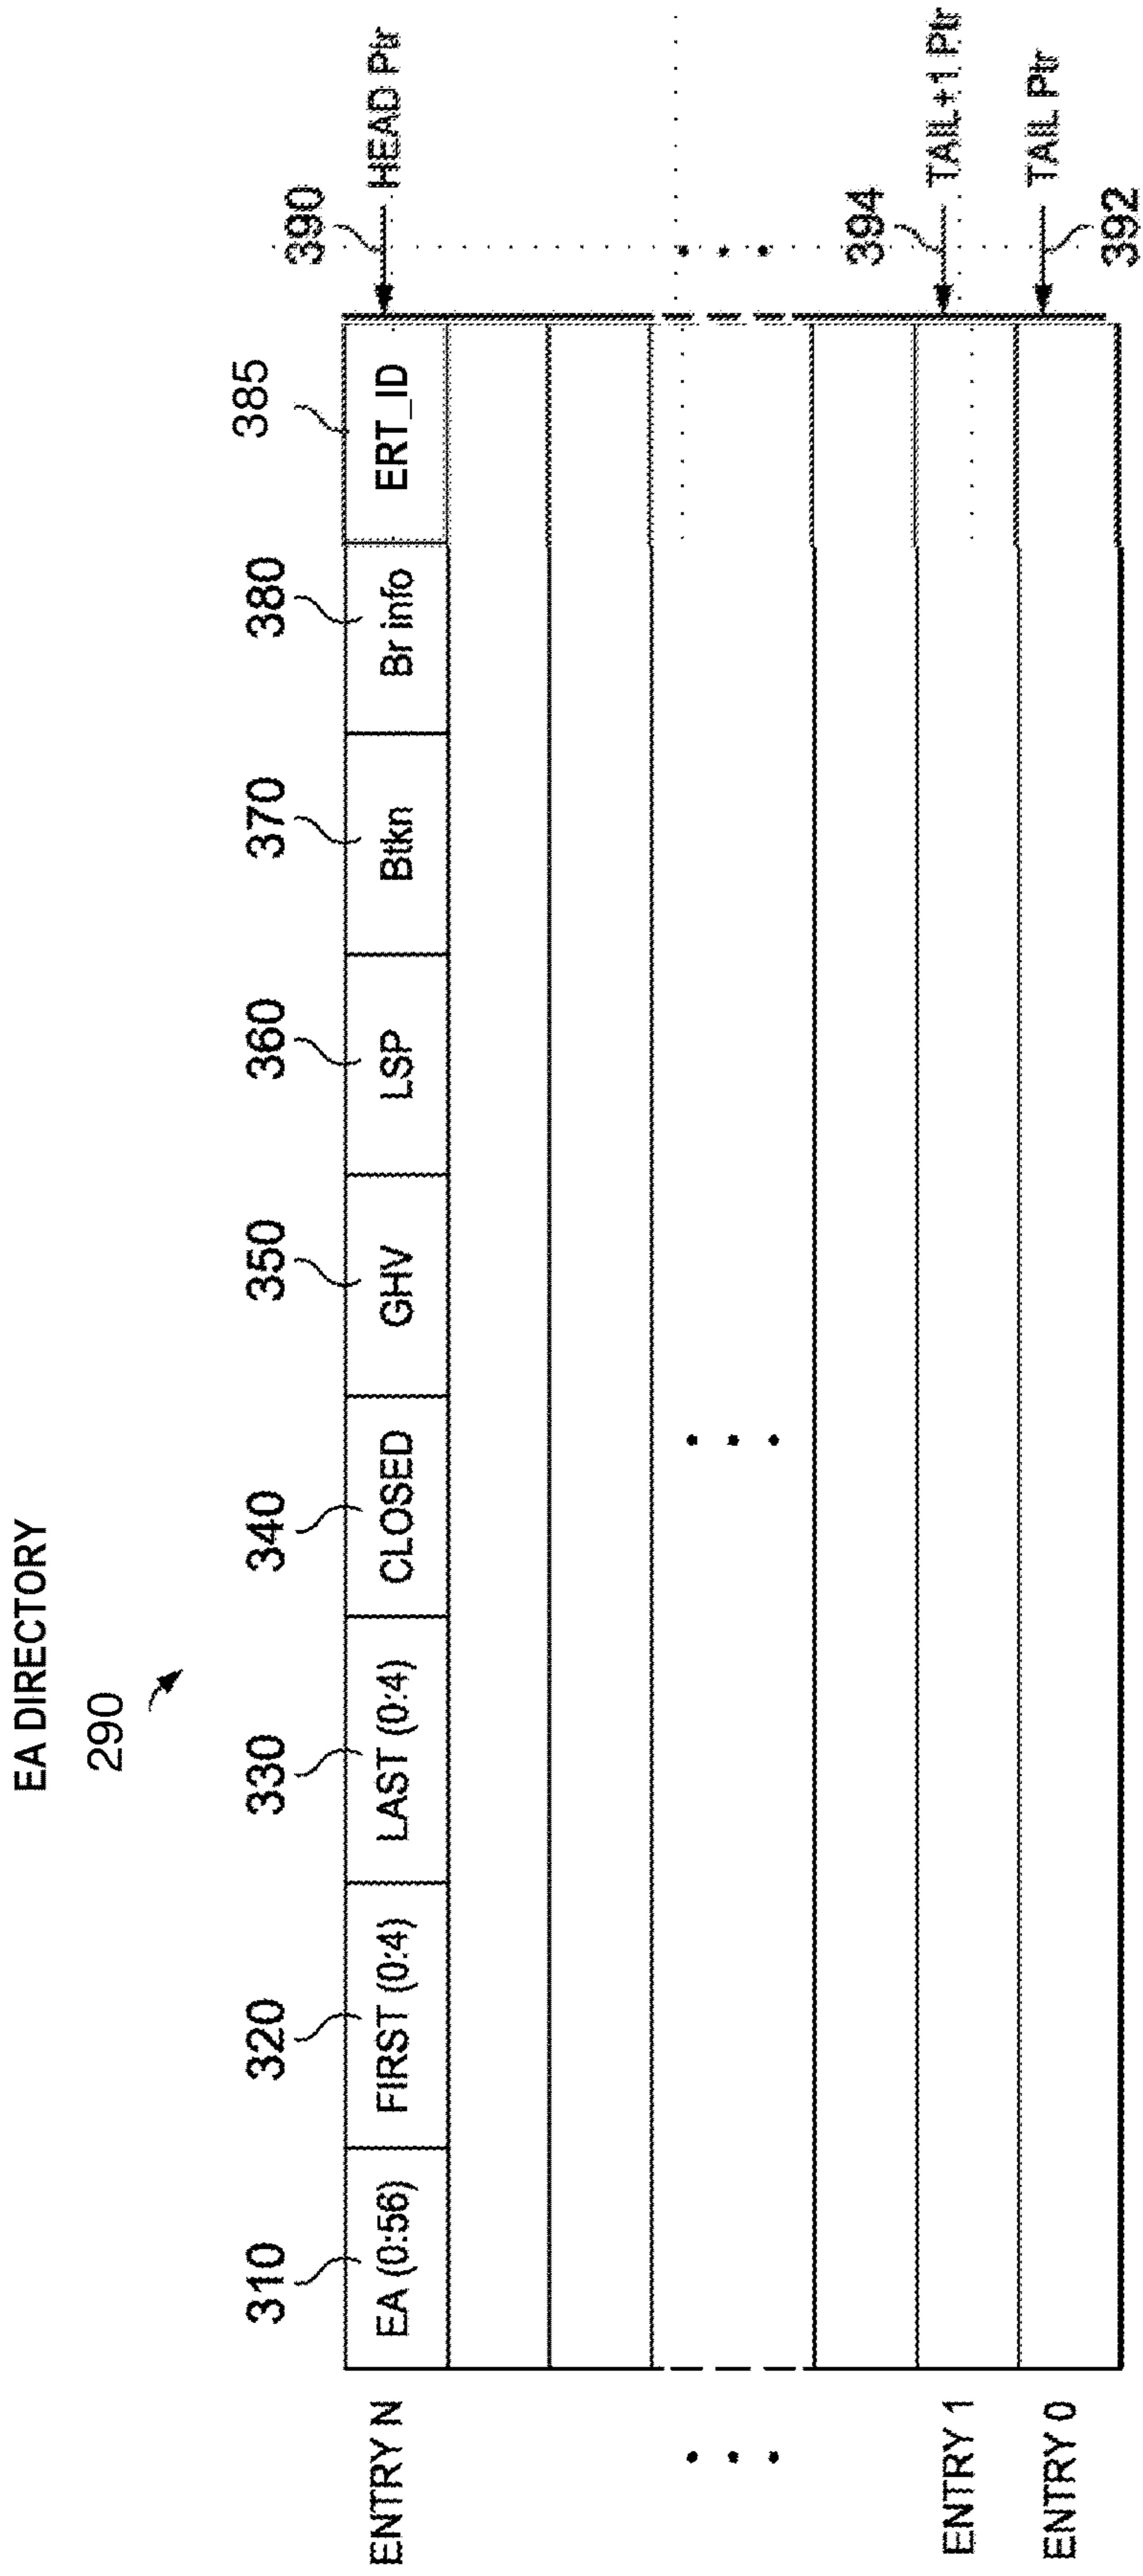 EA DIRECTORY
290
310 320 330 340 350 360 370 380 385
ENTRY N EA (0:56) FIRST (0:4) LAST (0:4) CLOSED GHV LSP Btkn Br info ERT_ID HEAD Ptr
390
394
ENTRY 1 TAIL+1 Ptr
ENTRY 0 TAIL Ptr
392